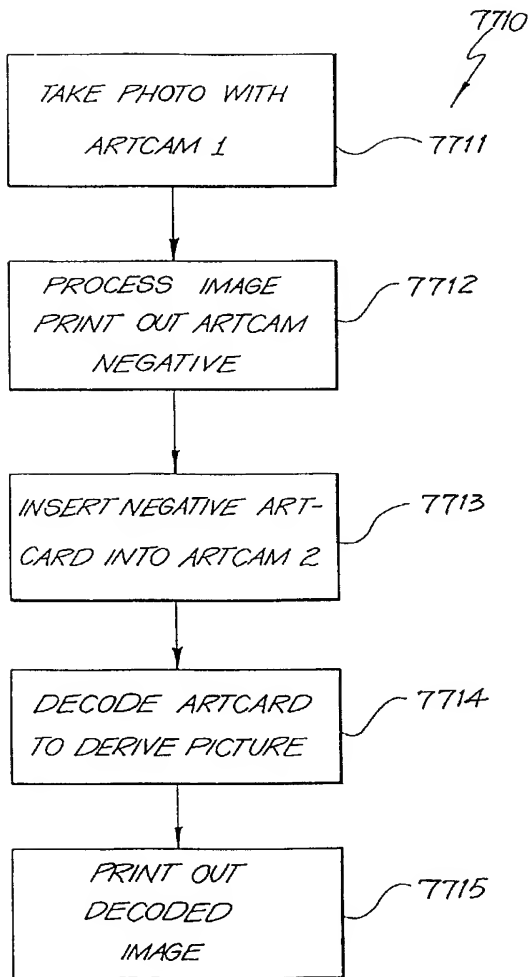 7710
TAKE PHOTO WITH
ARTCAM 1
7711
PROCESS IMAGE
PRINT OUT ARTCAM
NEGATIVE
7712
INSERT NEGATIVE ART-
CARD INTO ARTCAM 2
7713
DECODE ARTCARD
TO DERIVE PICTURE
7714
PRINT OUT
DECODED
IMAGE
7715